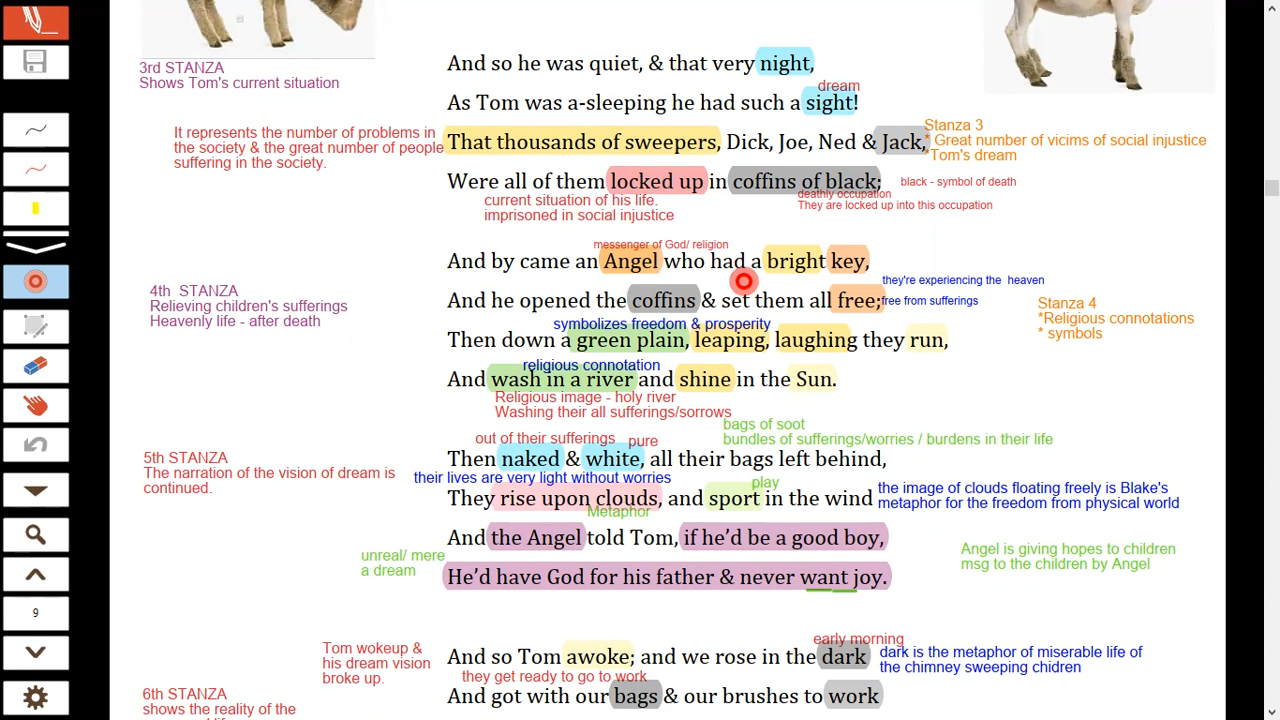 3rd STANZA
Shows Tom's current situation
And so he was quiet, & that very night,
dream
As Tom was a-sleeping he had such a sight!
It represents the number of problems in
the society & the great number of people
suffering in the society.
That thousands of sweepers, Dick, Joe, Ned & Jack,
Stanza 3
* Great number of vicims of social injustice
*Tom's dream
Were all of them locked up in coffins of black;
black - symbol of death
current situation of his life.
imprisoned in social injustice
deathly occupation
They are locked up into this occupation
messenger of God/ religion
And by came an Angel who had a bright key,
they're experiencing the heaven
4th STANZA
Relieving children's sufferings
Heavenly life - after death
And he opened the coffins & set them all free;
free from sufferings
Stanza 4
*Religious connotations
* symbols
symbolizes freedom & prosperity
Then down a green plain, leaping, laughing they run,
religious connotation
And wash in a river and shine in the Sun.
Religious image - holy river
Washing their all sufferings/sorrows
bags of soot
bundles of sufferings/worries / burdens in their life
out of their sufferings
pure
5th STANZA
The narration of the vision of dream is
continued.
Then naked & white, all their bags left behind,
their lives are very light without worries
play
They rise upon clouds, and sport in the wind
the image of clouds floating freely is Blake's
metaphor for the freedom from physical world
Metaphor
And the Angel told Tom, if he'd be a good boy,
unreal/ mere
a dream
Angel is giving hopes to children
msg to the children by Angel
He'd have God for his father & never want joy.
early morning
Tom wokeup &
his dream vision
broke up.
And so Tom awoke; and we rose in the dark
dark is the metaphor of miserable life of
the chimney sweeping chidren
they get ready to go to work
And got with our bags & our brushes to work
6th STANZA
shows the reality of the
9